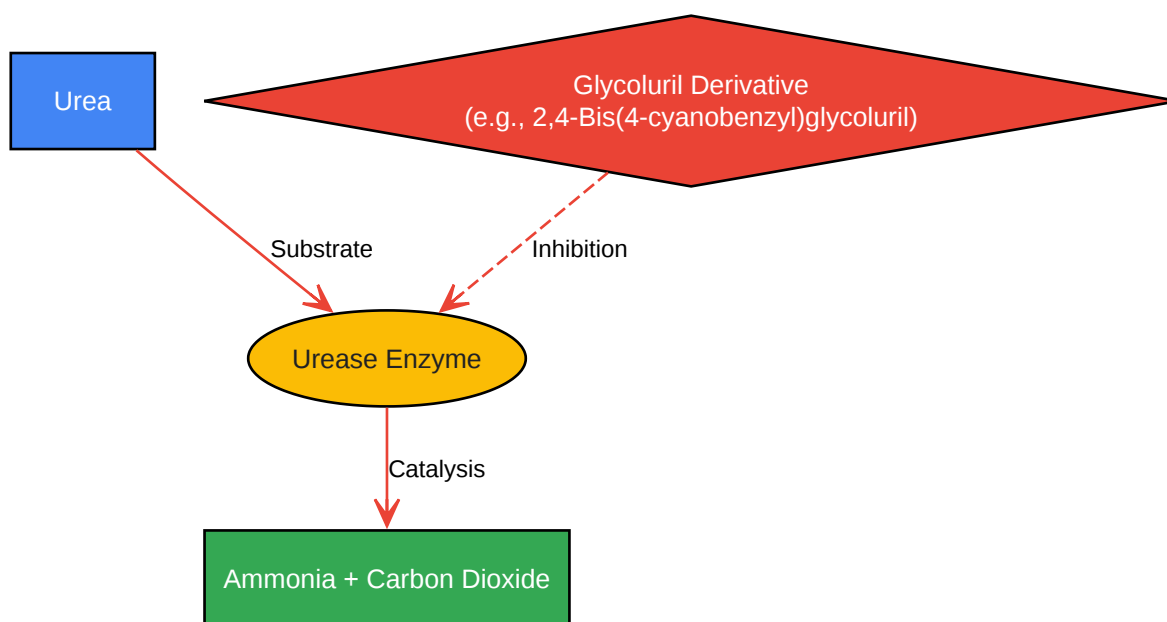 Urea
Glycoluril Derivative
(e.g., 2,4-Bis(4-cyanobenzyl)glycoluril)
Substrate
Inhibition
Urease Enzyme
Catalysis
Ammonia + Carbon Dioxide